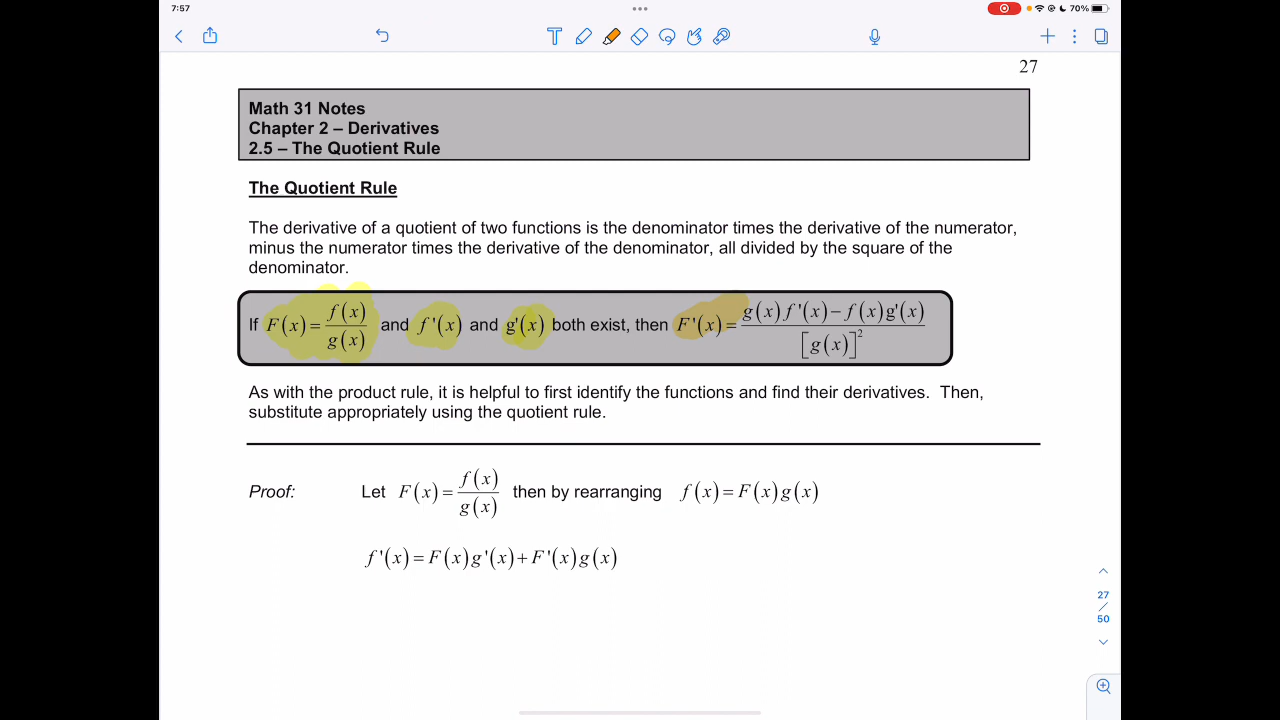 7:57
70%
27
Math 31 Notes
Chapter 2 – Derivatives
2.5 – The Quotient Rule
The Quotient Rule
The derivative of a quotient of two functions is the denominator times the derivative of the numerator,
minus the numerator times the derivative of the denominator, all divided by the square of the
denominator.
If F(x) = f(x)/g(x) and f'(x) and g'(x) both exist, then F'(x) = (g(x)f'(x) − f(x)g'(x))/[g(x)]²
As with the product rule, it is helpful to first identify the functions and find their derivatives. Then,
substitute appropriately using the quotient rule.
Proof: Let F(x) = f(x)/g(x) then by rearranging f(x) = F(x)g(x)
f'(x) = F(x)g'(x) + F'(x)g(x)
27
/
50